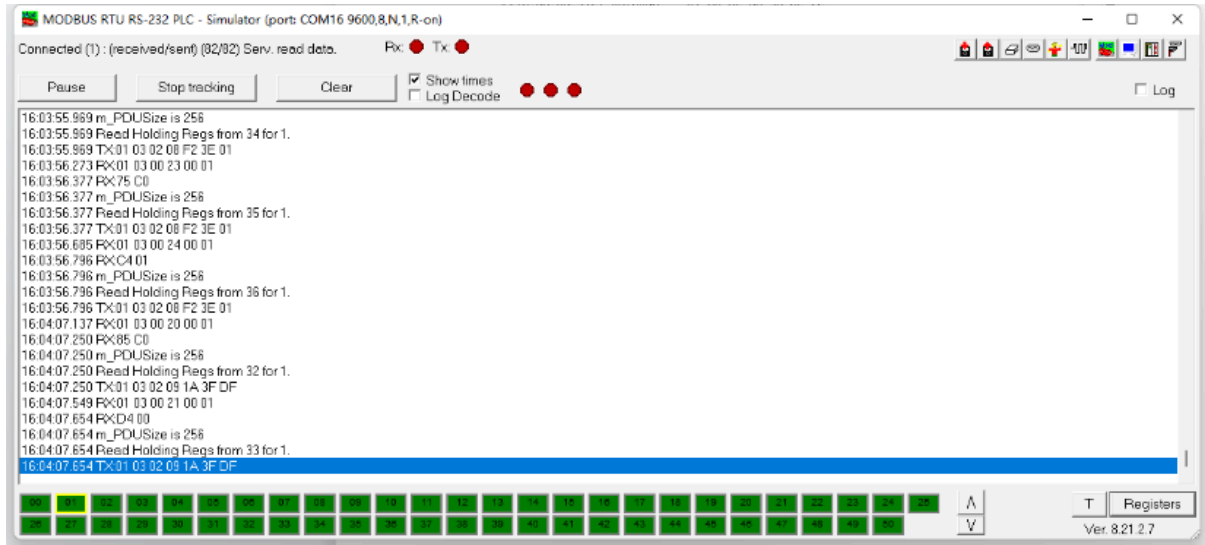 MODBUS RTU RS-232 PLC - Simulator (port: COM16 9600,8,N,1,R-on)
Connected (1) : (received/sent) (82/82) Serv. read data. Rx: Tx:
Pause Stop tracking Clear Show times
Log Decode
Log
16:03:55.969 m_PDUSize is 256
16:03:55.969 Read Holding Regs from 34 for 1.
16:03:55.969 TX:01 03 02 08 F2 3E 01
16:03:56.273 RX:01 03 00 23 00 01
16:03:56.377 RX:75 C0
16:03:56.377 m_PDUSize is 256
16:03:56.377 Read Holding Regs from 35 for 1.
16:03:56.377 TX:01 03 02 08 F2 3E 01
16:03:56.685 RX:01 03 00 24 00 01
16:03:56.796 RX:C4 01
16:03:56.796 m_PDUSize is 256
16:03:56.796 Read Holding Regs from 36 for 1.
16:03:56.796 TX:01 03 02 08 F2 3E 01
16:04:07.137 RX:01 03 00 20 00 01
16:04:07.250 RX:85 C0
16:04:07.250 m_PDUSize is 256
16:04:07.250 Read Holding Regs from 32 for 1.
16:04:07.250 TX:01 03 02 09 1A 3F DF
16:04:07.549 RX:01 03 00 21 00 01
16:04:07.654 RX:D4 00
16:04:07.654 m_PDUSize is 256
16:04:07.654 Read Holding Regs from 33 for 1.
16:04:07.654 TX:01 03 02 09 1A 3F DF
00 01 02 03 04 05 06 07 08 09 10 11 12 13 14 15 16 17 18 19 20 21 22 23 24 25 Λ T Registers
26 27 28 29 30 31 32 33 34 35 36 37 38 39 40 41 42 43 44 45 46 47 48 49 50 V Ver. 8.21.2.7